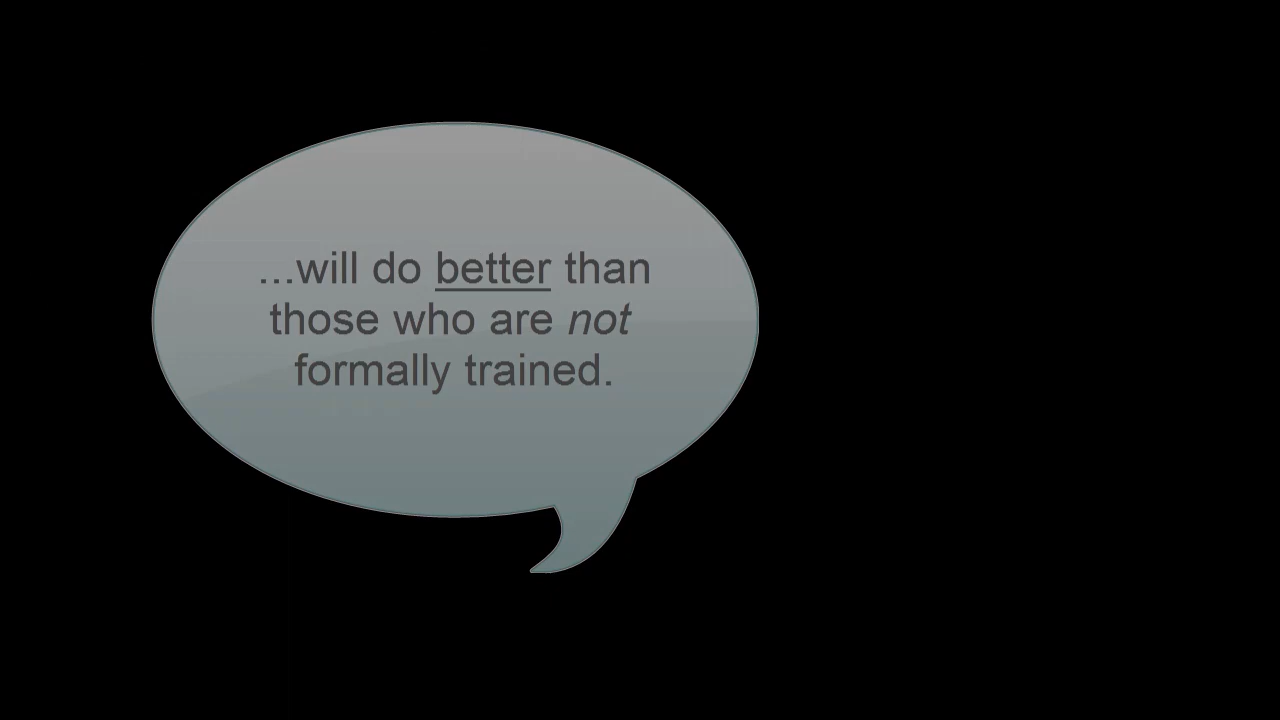 ...will do better than
those who are not
formally trained.